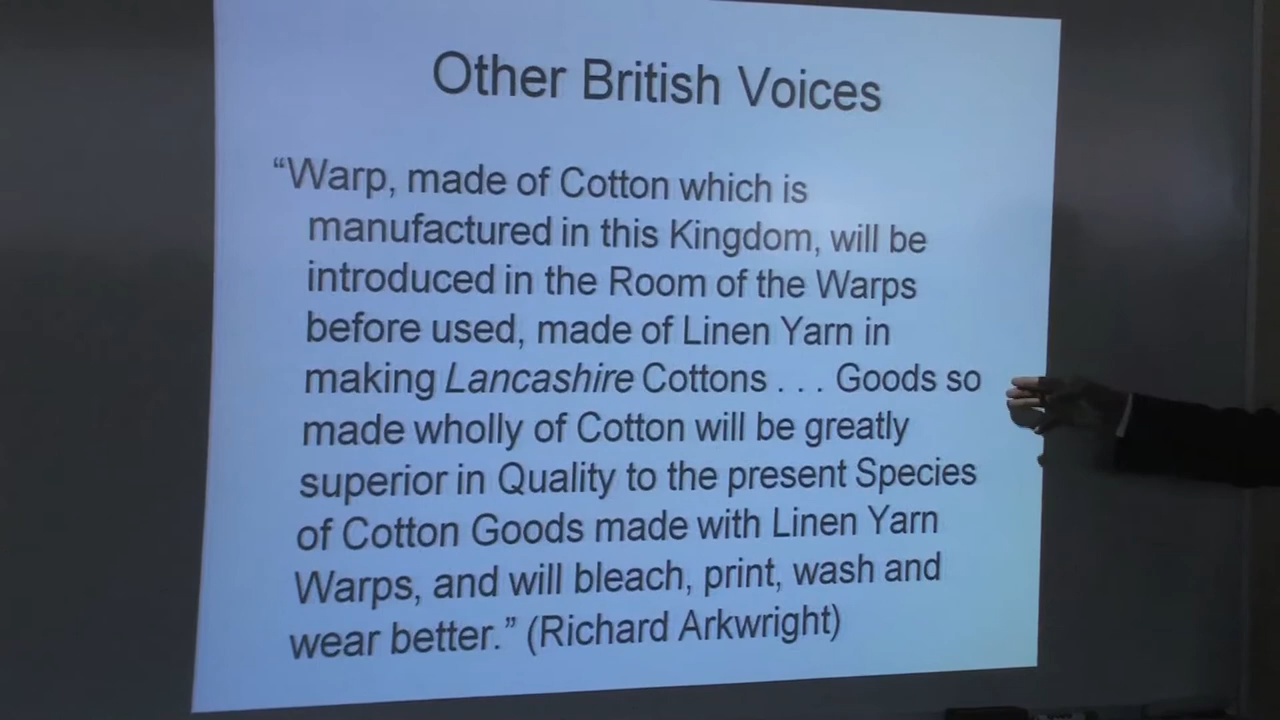 Other British Voices
“Warp, made of Cotton which is
manufactured in this Kingdom, will be
introduced in the Room of the Warps
before used, made of Linen Yarn in
making Lancashire Cottons . . . Goods so
made wholly of Cotton will be greatly
superior in Quality to the present Species
of Cotton Goods made with Linen Yarn
Warps, and will bleach, print, wash and
wear better.” (Richard Arkwright)